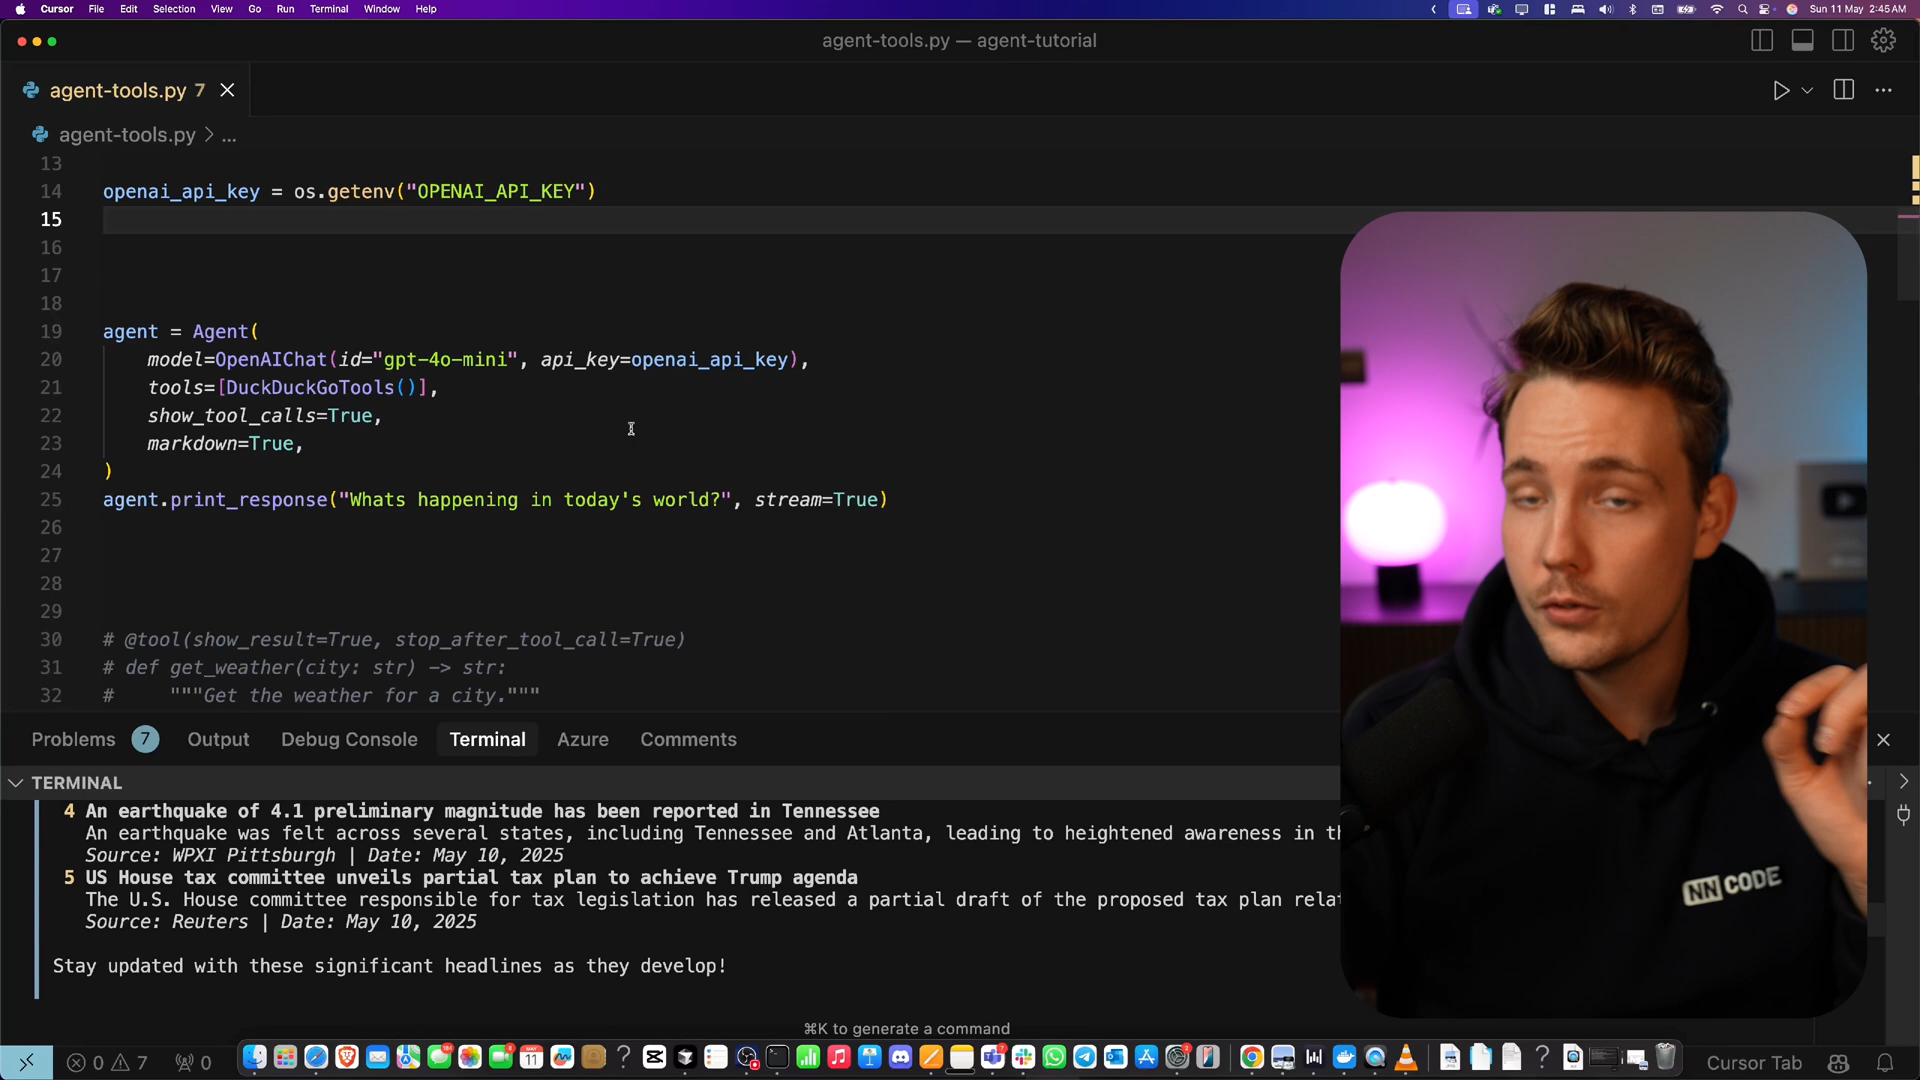 Cursor File Edit Selection View Go Run Terminal Window Help
Sun 11 May 2:45 AM
agent-tools.py — agent-tutorial
agent-tools.py 7
agent-tools.py > ...
13
14 openai_api_key = os.getenv("OPENAI_API_KEY")
15
16
17
18
19 agent = Agent(
20 model=OpenAIChat(id="gpt-4o-mini", api_key=openai_api_key),
21 tools=[DuckDuckGoTools()],
22 show_tool_calls=True,
23 markdown=True,
24 )
25 agent.print_response("Whats happening in today's world?", stream=True)
26
27
28
29
30 # @tool(show_result=True, stop_after_tool_call=True)
31 # def get_weather(city: str) -> str:
32 # """Get the weather for a city."""
Problems 7 Output Debug Console Terminal Azure Comments
TERMINAL
4 An earthquake of 4.1 preliminary magnitude has been reported in Tennessee
An earthquake was felt across several states, including Tennessee and Atlanta, leading to heightened awareness in
Source: WPXI Pittsburgh | Date: May 10, 2025
5 US House tax committee unveils partial tax plan to achieve Trump agenda
The U.S. House committee responsible for tax legislation has released a partial draft of the proposed tax plan
Source: Reuters | Date: May 10, 2025
Stay updated with these significant headlines as they develop!
NN CODE
⌘K to generate a command
0 7 0
Cursor Tab